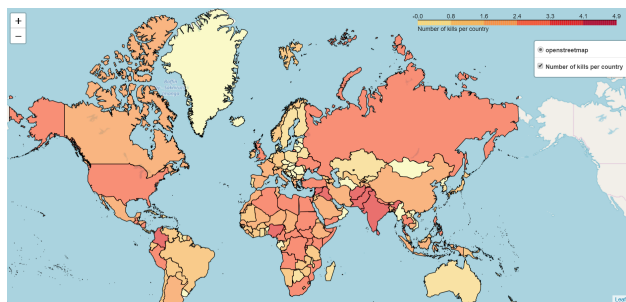 +
-0.0 0.8 1.6 2.4 3.3 4.1 4.9
Number of kills per country
−
openstreetmap
Number of kills per country
Leaf